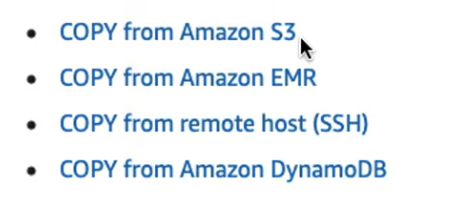 • COPY from Amazon S3
• COPY from Amazon EMR
• COPY from remote host (SSH)
• COPY from Amazon DynamoDB